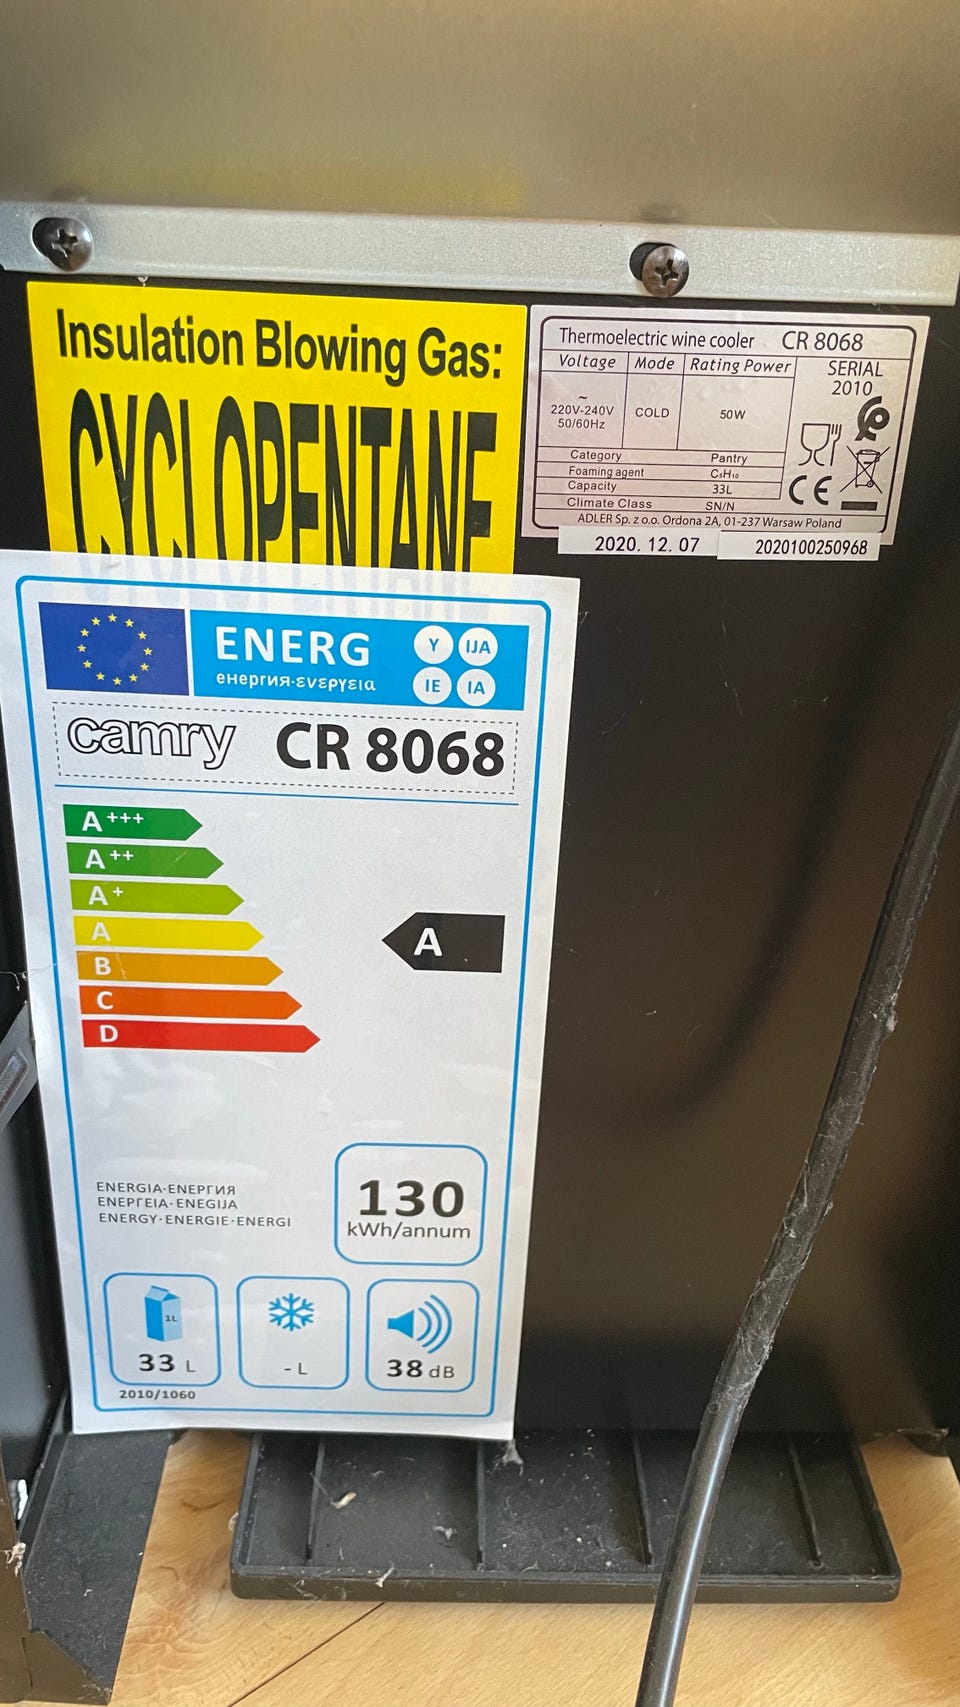 Insulation Blowing Gas:
CYCLOPENTANE
Thermoelectric wine cooler CR 8068
Voltage Mode Rating Power
SERIAL
2010
~
220V-240V
50/60Hz
COLD
50W
Category Pantry
Foaming agent C₅H₁₀
Capacity 33L
Climate Class SN/N
CE
ADLER Sp. z o.o. Ordona 2A, 01-237 Warsaw Poland
2020. 12. 07
2020100250968
ENERG
енергия·ενεργεια
Y IJA
IE IA
camry CR 8068
A+++
A++
A+
A
B
C
D
A
ENERGIA·ЕНЕРГИЯ
ΕΝΕΡΓΕΙΑ·ENEGIJA
ENERGY·ENERGIE·ENERGI
130
kWh/annum
1L
33 L
- L
38 dB
2010/1060